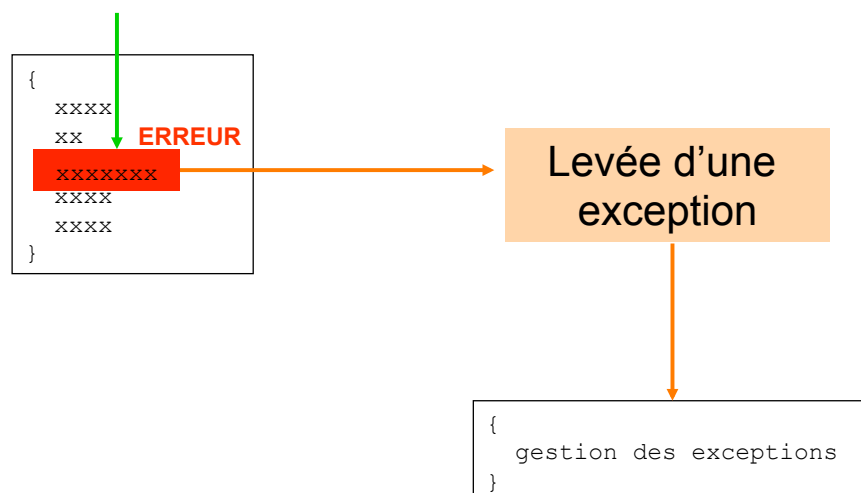 {
xxxx
xx
ERREUR
xxxxxxx
xxxx
xxxx
}
Levée d’une
exception
{
gestion des exceptions
}